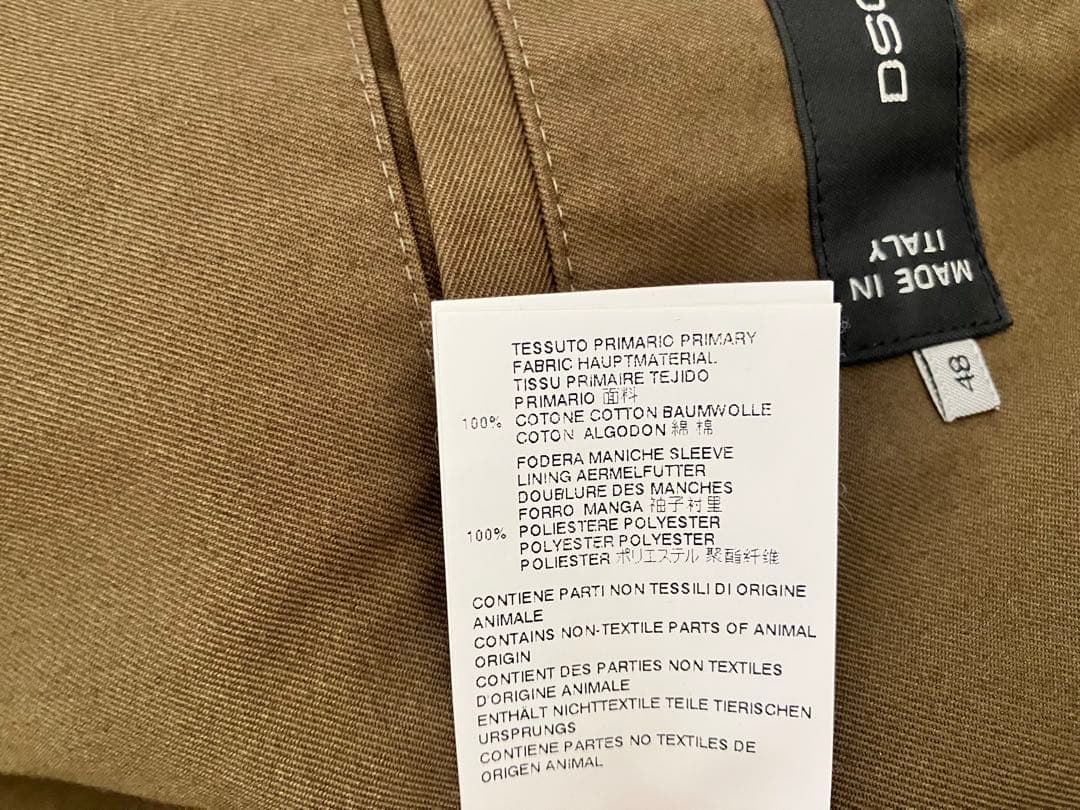 DSQ
MADE IN
ITALY
48
TESSUTO PRIMARIO PRIMARY
FABRIC HAUPTMATERIAL
TISSU PRIMAIRE TEJIDO
PRIMARIO 面料
100% COTONE COTTON BAUMWOLLE
COTON ALGODON 綿 棉
FODERA MANICHE SLEEVE
LINING AERMELFUTTER
DOUBLURE DES MANCHES
FORRO MANGA 袖子衬里
100% POLIESTERE POLYESTER
POLYESTER POLYESTER
POLIESTER ポリエステル 聚酯纤维
CONTIENE PARTI NON TESSILI DI ORIGINE
ANIMALE
CONTAINS NON-TEXTILE PARTS OF ANIMAL
ORIGIN
CONTIENT DES PARTIES NON TEXTILES
D'ORIGINE ANIMALE
ENTHÄLT NICHTTEXTILE TEILE TIERISCHEN
URSPRUNGS
CONTIENE PARTES NO TEXTILES DE
ORIGEN ANIMAL